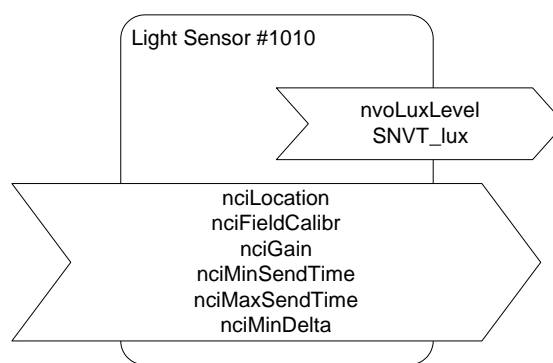 Light Sensor #1010
nvoLuxLevel
SNVT_lux
nciLocation
nciFieldCalibr
nciGain
nciMinSendTime
nciMaxSendTime
nciMinDelta